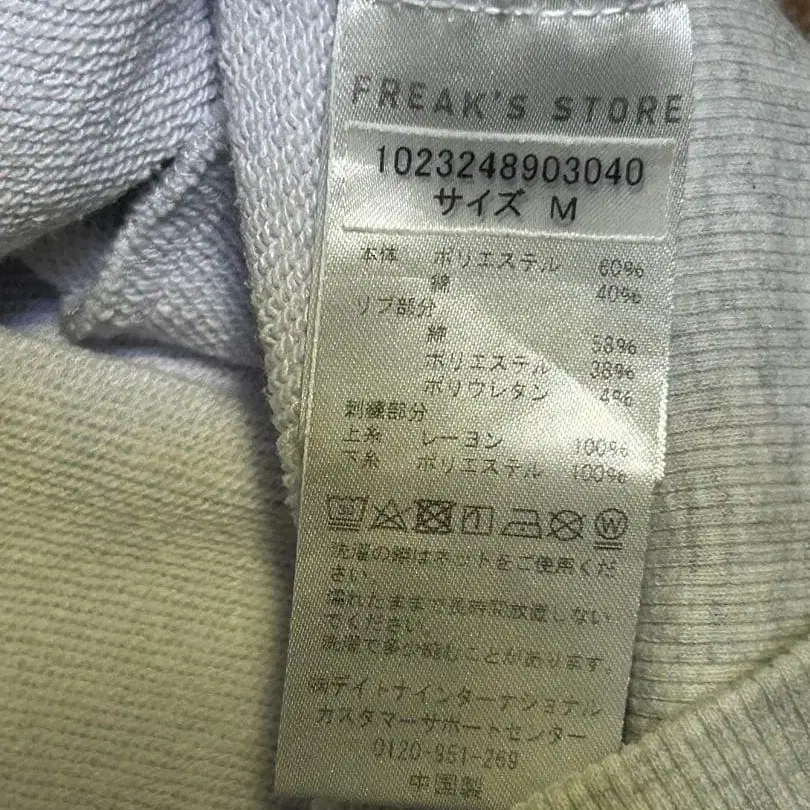 FREAK'S STORE
1023248903040
サイズ M
本体 ポリエステル 60%
綿 40%
リブ部分
綿 58%
ポリエステル 38%
ポリウレタン 4%
刺繍部分
上糸 レーヨン 100%
下糸 ポリエステル 100%
洗濯の際はネットをご使用くだ
さい。
濡れたままで長時間放置しない
でください。
洗濯で多少縮むことがあります。
㈱デイトナインターナショナル
カスタマーサポートセンター
0120-951-269
中国製